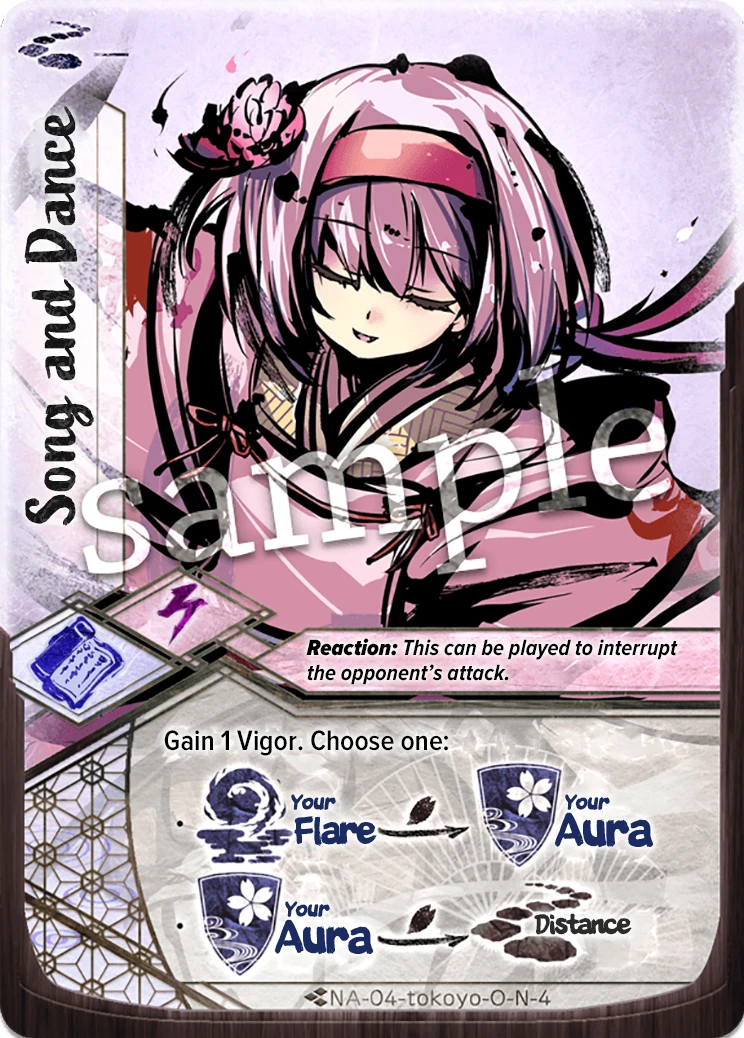 Song and Dance
sample
Reaction: This can be played to interrupt
the opponent's attack.
Gain 1 Vigor. Choose one:
• Your Flare → Your Aura
• Your Aura → Distance
NA-04-tokoyo-O-N-4